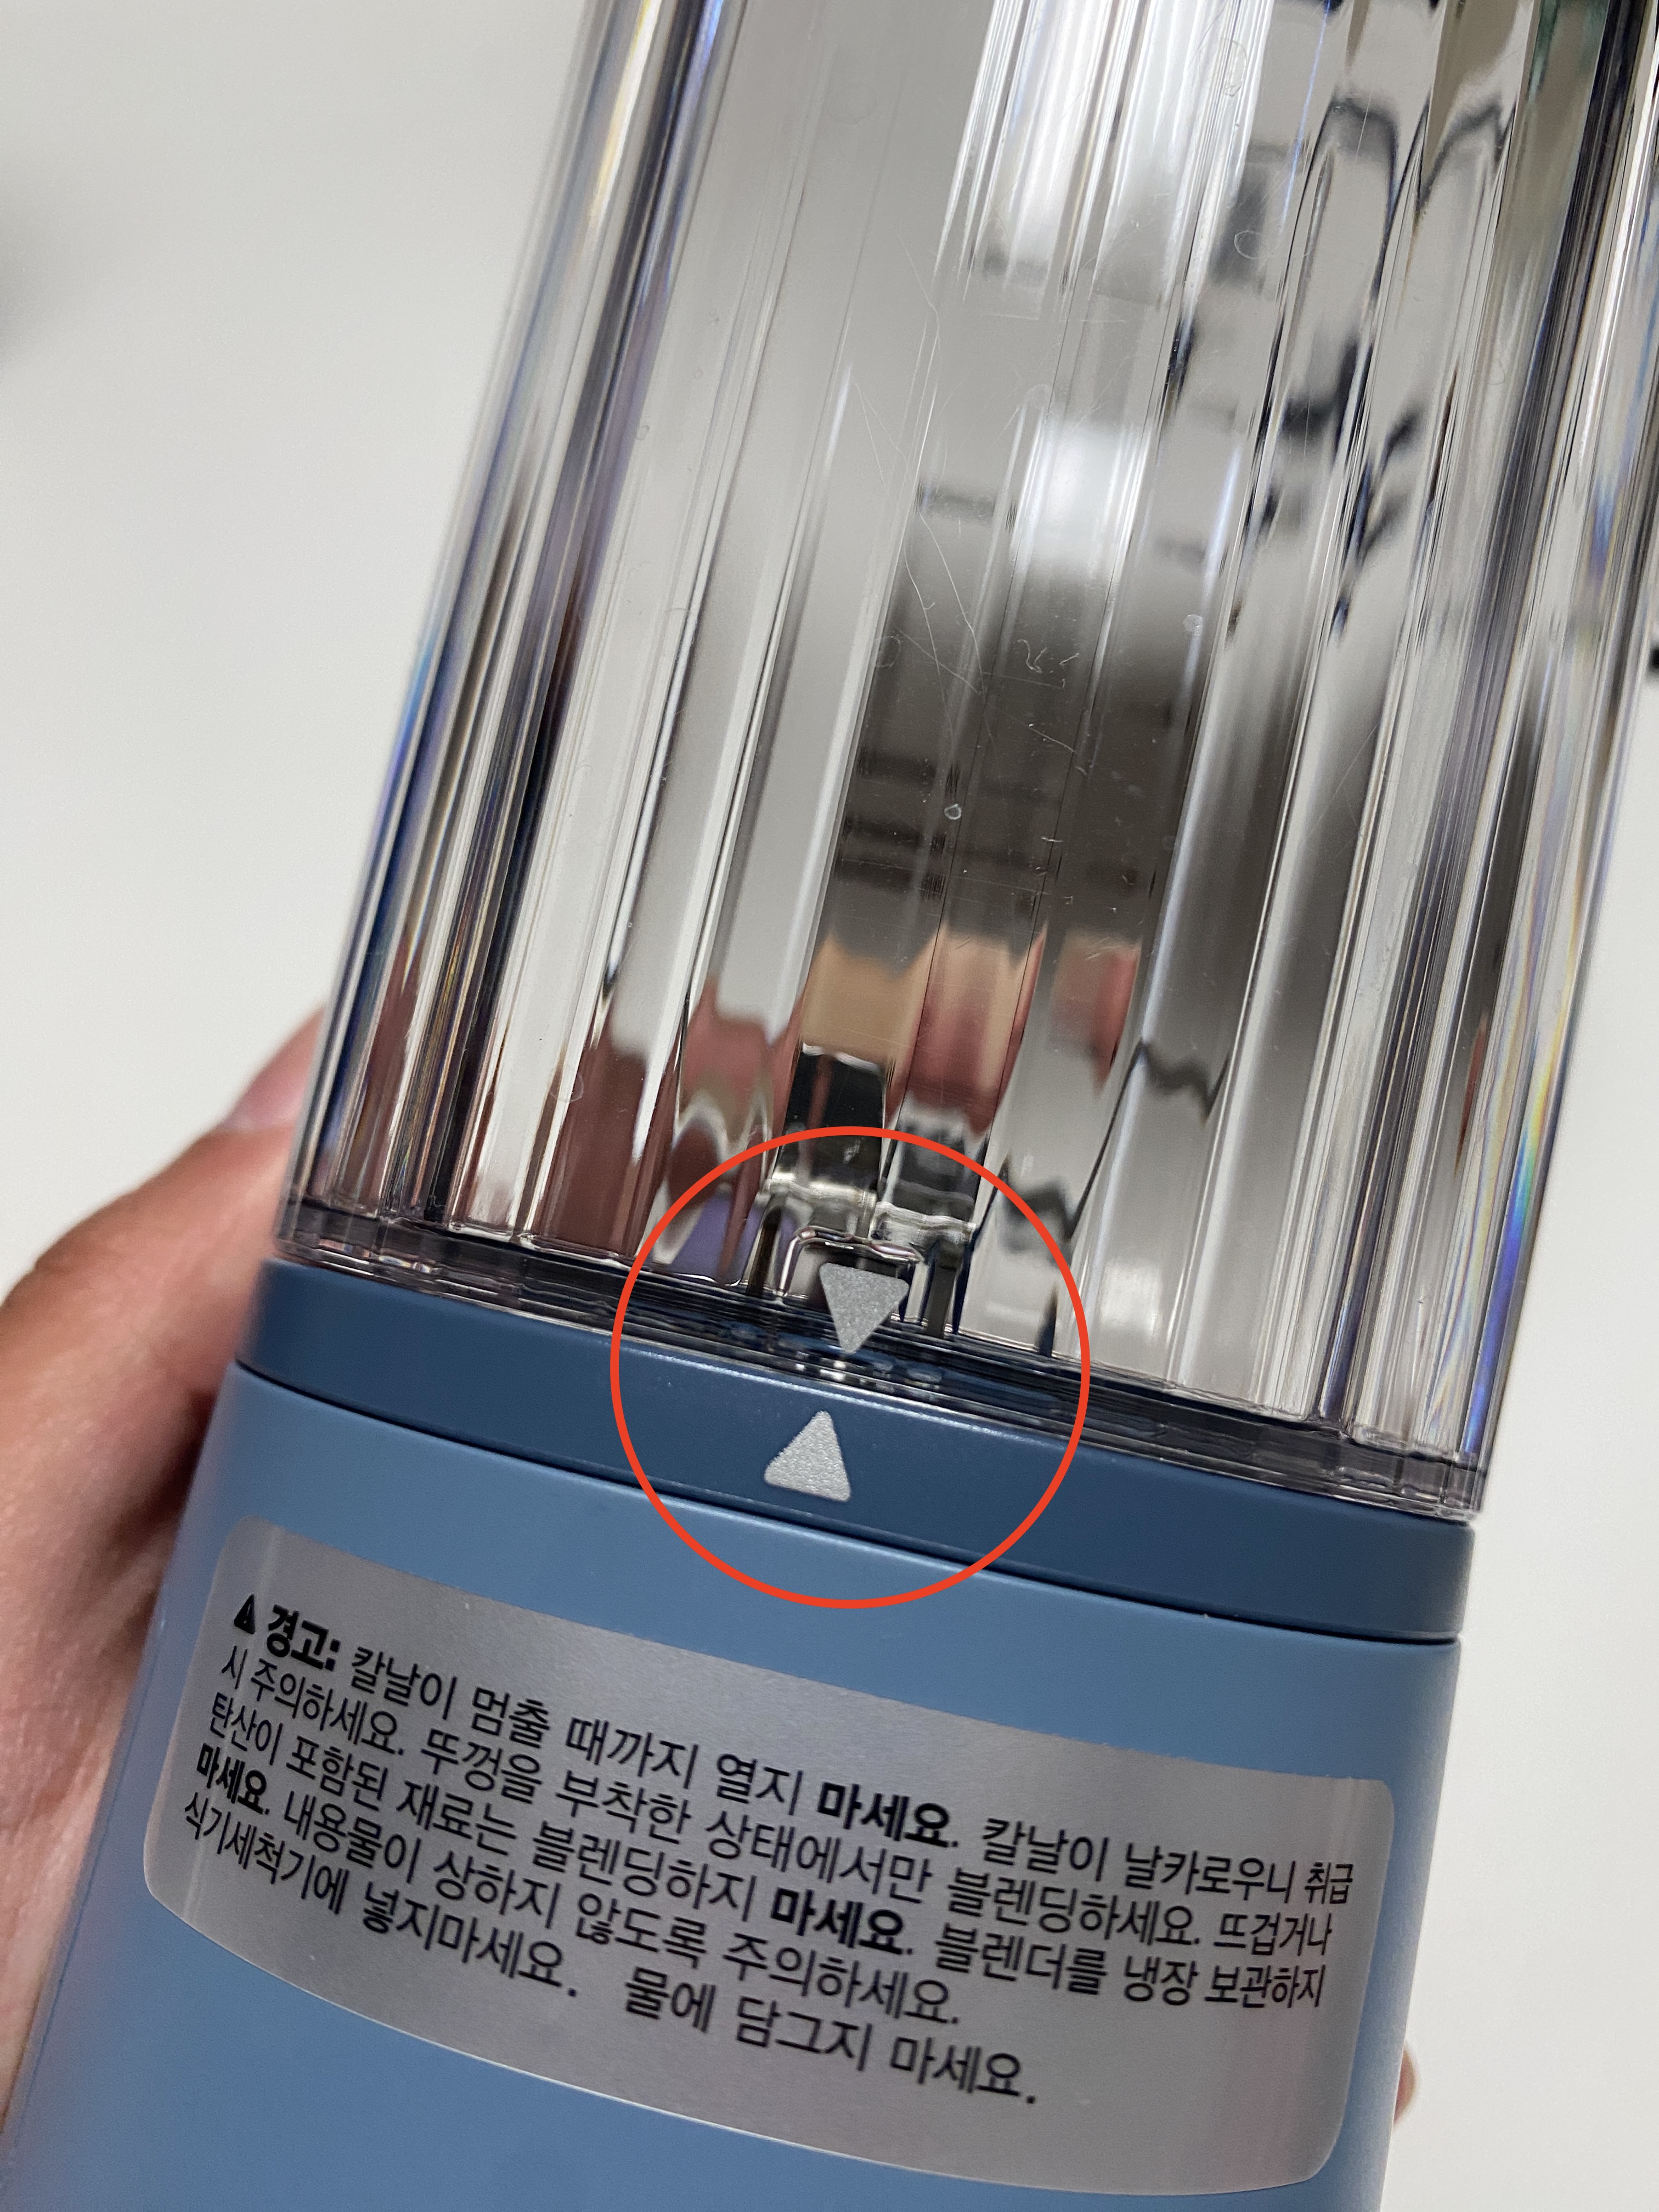 ⚠ 경고: 칼날이 멈출 때까지 열지 마세요. 칼날이 날카로우니 취급
시 주의하세요. 뚜껑을 부착한 상태에서만 블렌딩하세요. 뜨겁거나
탄산이 포함된 재료는 블렌딩하지 마세요. 블렌더를 냉장 보관하지
마세요. 내용물이 상하지 않도록 주의하세요.
식기세척기에 넣지마세요. 물에 담그지 마세요.